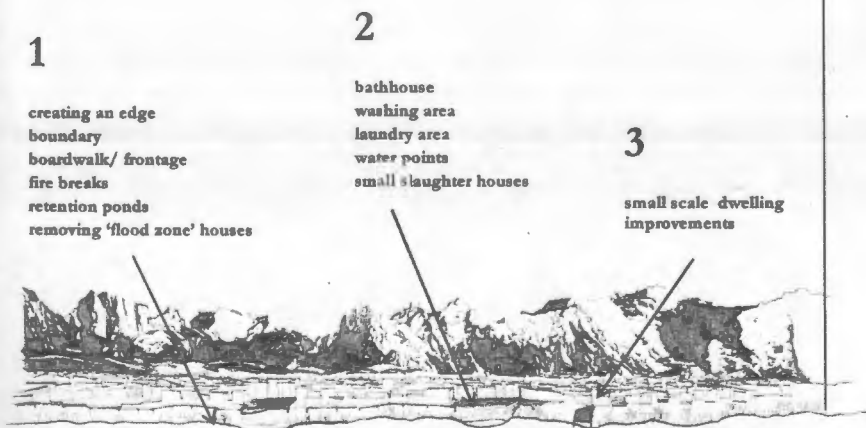 1
creating an edge
boundary
boardwalk/ frontage
fire breaks
retention ponds
removing 'flood zone' houses
2
bathhouse
washing area
laundry area
water points
small slaughter houses
3
small scale dwelling
improvements